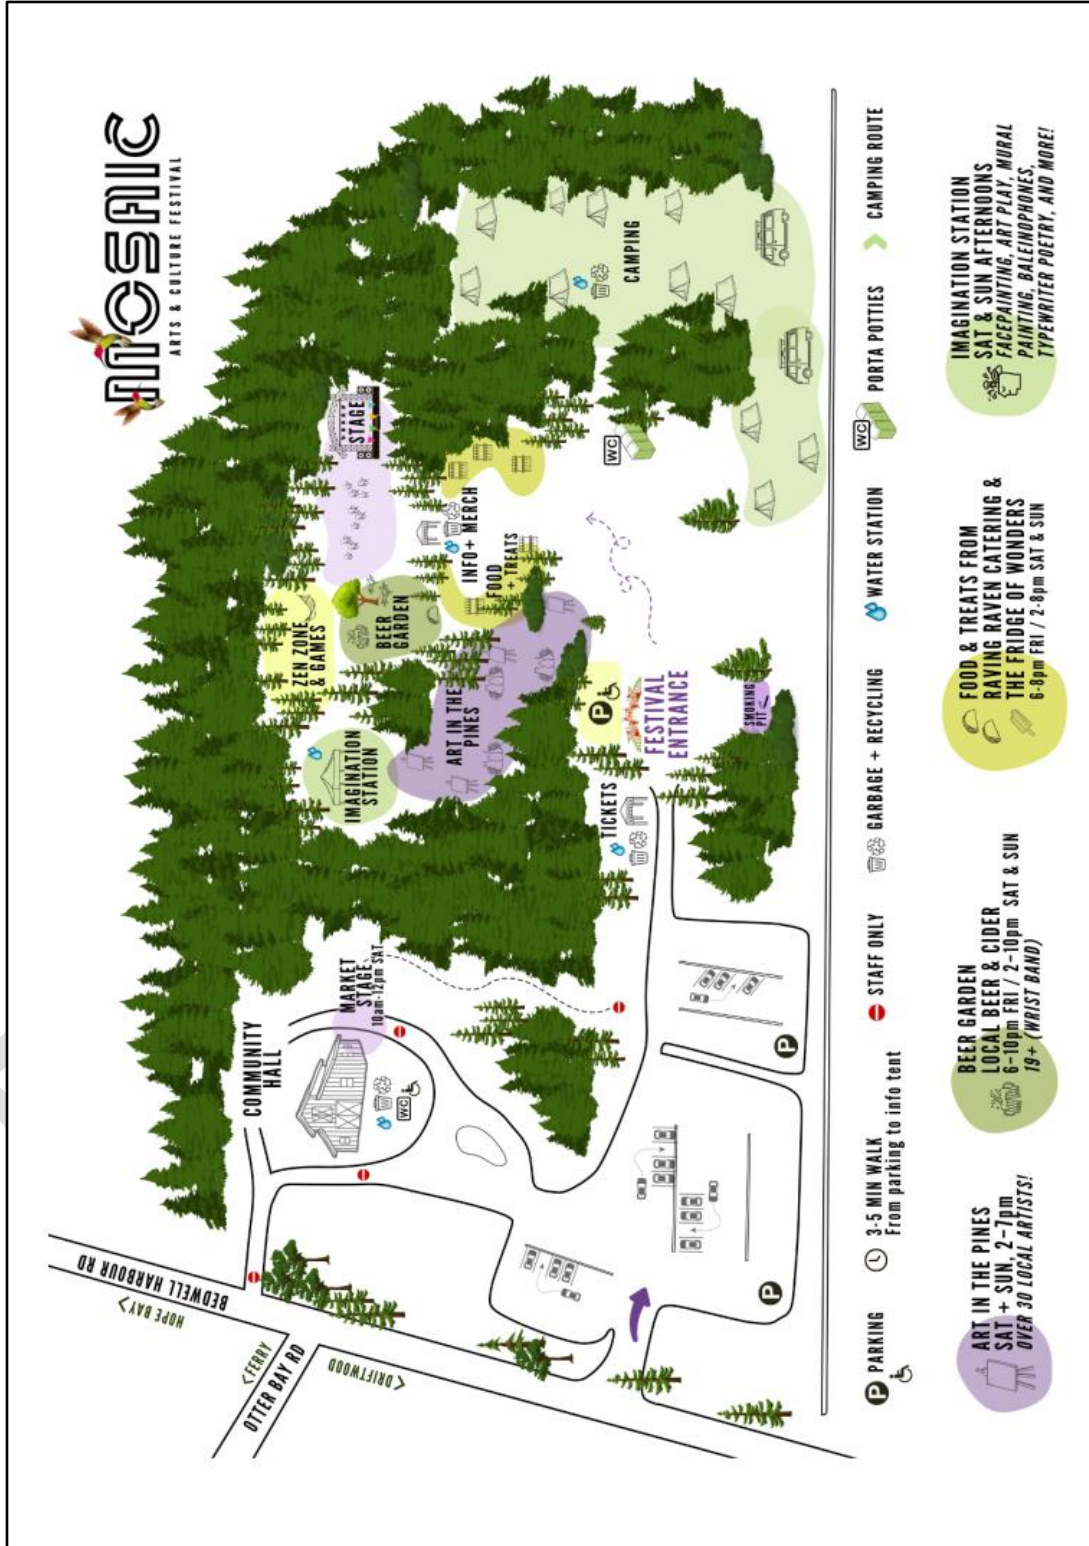 MOSAIC
ARTS & CULTURE FESTIVAL
BEDWELL HARBOUR RD
HOPE BAY>
<FERRY
OTTER BAY RD
<DRIFTWOOD
COMMUNITY
HALL
WC
MARKET
STAGE
10am-12pm SAT
IMAGINATION
STATION
ZEN ZONE
& GAMES
BEER
GARDEN
ART IN THE
PINES
STAGE
INFO+ MERCH
FOOD
+ TREATS
CAMPING
WC
TICKETS
P
FESTIVAL
ENTRANCE
SMOKING
PIT
P
P
P PARKING
3-5 MIN WALK
From parking to info tent
STAFF ONLY
GARBAGE + RECYCLING
WATER STATION
WC
PORTA POTTIES
CAMPING ROUTE
ART IN THE PINES
SAT + SUN, 2-7pm
OVER 30 LOCAL ARTISTS!
BEER GARDEN
LOCAL BEER & CIDER
6-10pm FRI / 2-10pm SAT & SUN
19+ (WRIST BAND)
FOOD & TREATS FROM
RAVING RAVEN CATERING &
THE FRIDGE OF WONDERS
6-8pm FRI / 2-8pm SAT & SUN
IMAGINATION STATION
SAT & SUN AFTERNOONS
FACEPAINTING, ART PLAY, MURAL
PAINTING, BALEINOPHONES,
TYPEWRITER POETRY, AND MORE!